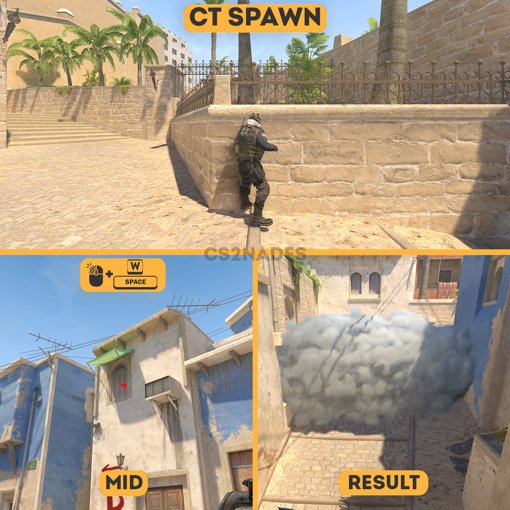 CT SPAWN
CS2NADES
+
W
SPACE
MID
RESULT